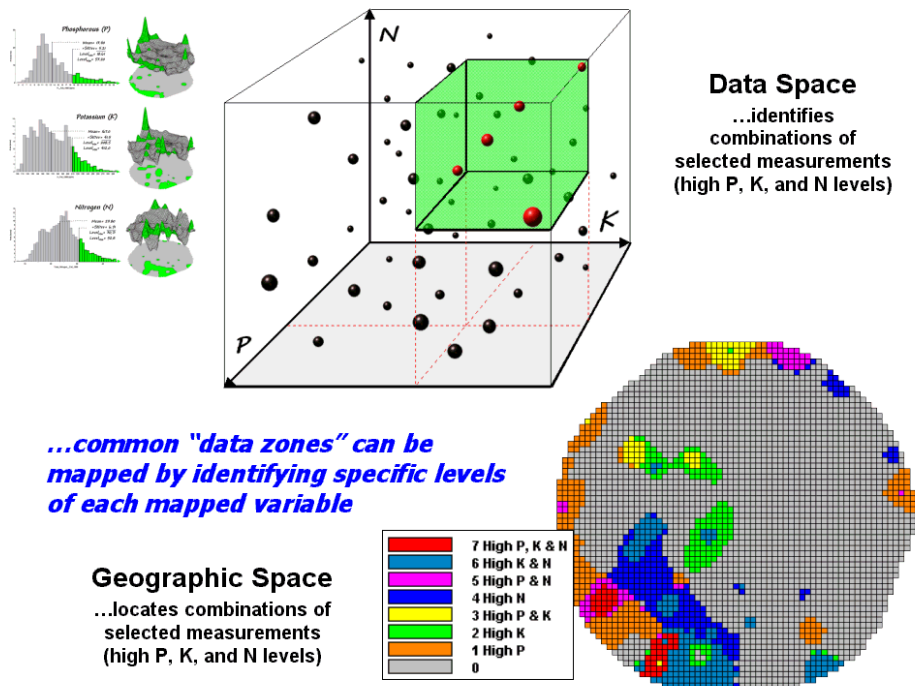 Phosphorous (P)
Potassium (K)
Nitrogen (N)
N
K
P
Data Space
...identifies
combinations of
selected measurements
(high P, K, and N levels)
...common “data zones” can be
mapped by identifying specific levels
of each mapped variable
Geographic Space
...locates combinations of
selected measurements
(high P, K, and N levels)
7 High P, K & N
6 High K & N
5 High P & N
4 High N
3 High P & K
2 High K
1 High P
0